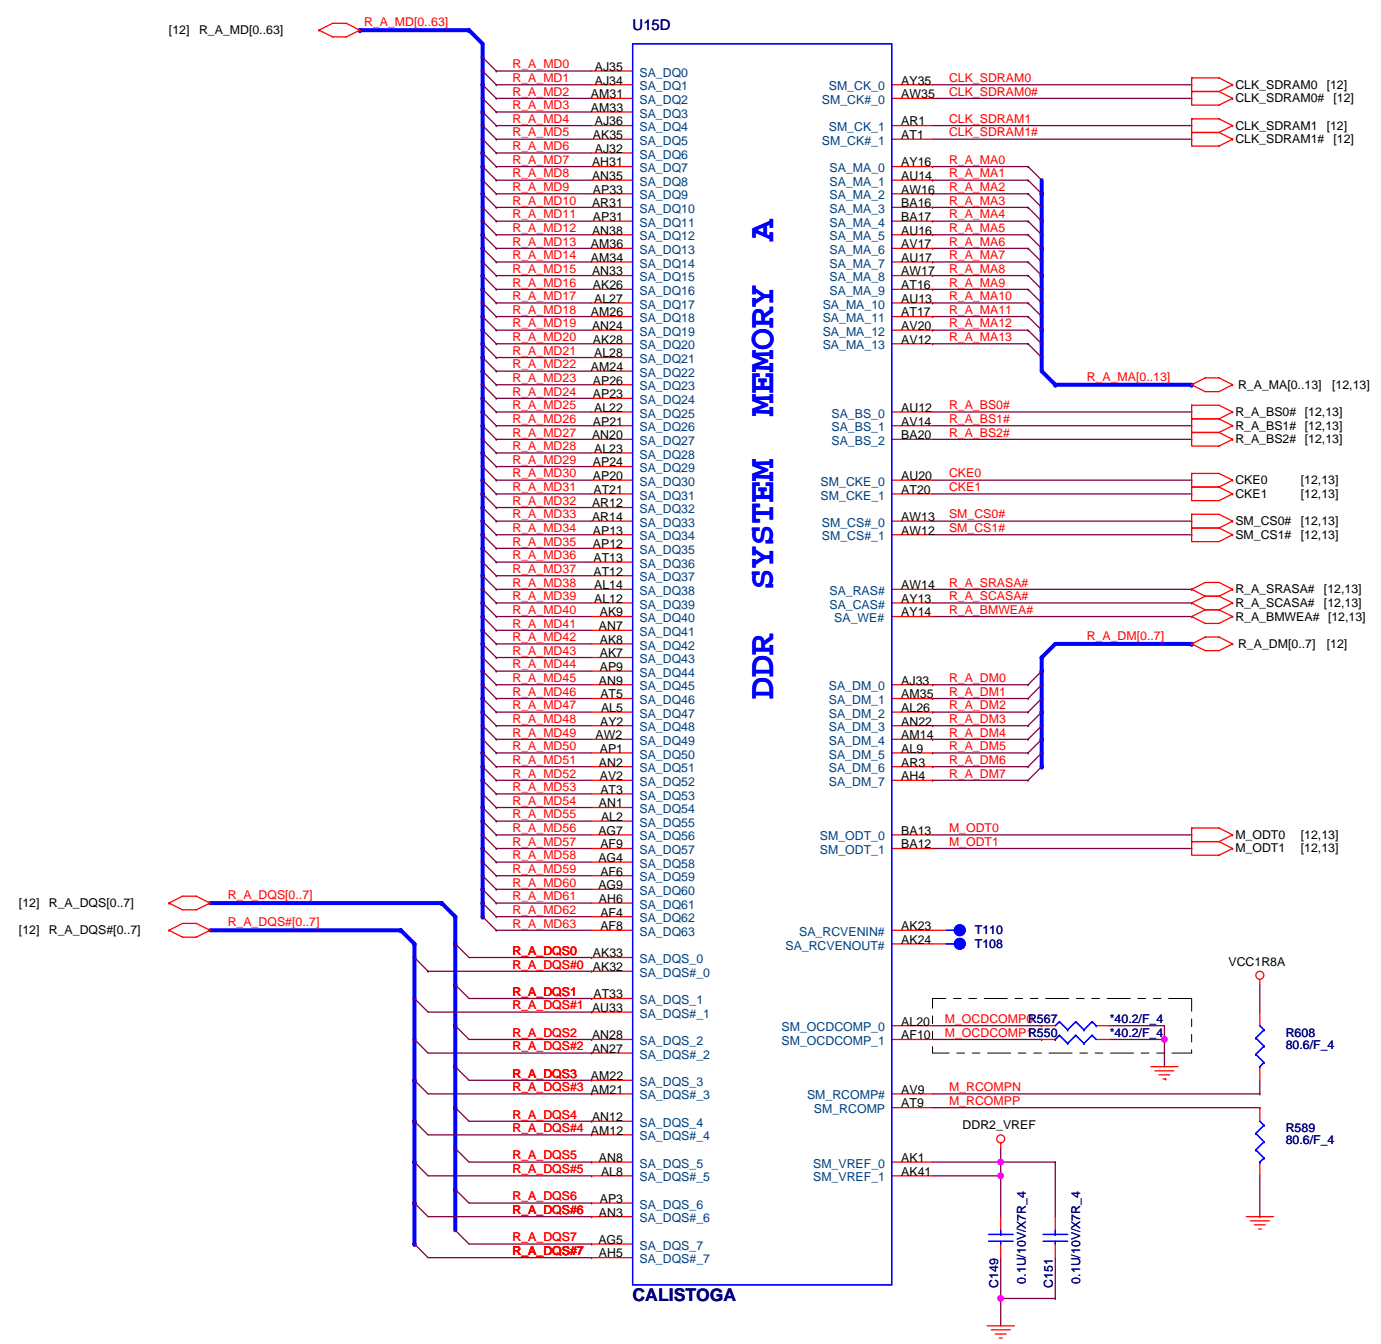 [12] R_A_MD[0..63]
R_A_MD[0..63]
U15D
R_A_MD0 AJ35 SA_DQ0
R_A_MD1 AJ34 SA_DQ1
R_A_MD2 AM31 SA_DQ2
R_A_MD3 AM33 SA_DQ3
R_A_MD4 AJ36 SA_DQ4
R_A_MD5 AK35 SA_DQ5
R_A_MD6 AJ32 SA_DQ6
R_A_MD7 AH31 SA_DQ7
R_A_MD8 AN35 SA_DQ8
R_A_MD9 AP33 SA_DQ9
R_A_MD10 AR31 SA_DQ10
R_A_MD11 AP31 SA_DQ11
R_A_MD12 AN38 SA_DQ12
R_A_MD13 AM36 SA_DQ13
R_A_MD14 AM34 SA_DQ14
R_A_MD15 AN33 SA_DQ15
R_A_MD16 AK26 SA_DQ16
R_A_MD17 AL27 SA_DQ17
R_A_MD18 AM26 SA_DQ18
R_A_MD19 AN24 SA_DQ19
R_A_MD20 AK28 SA_DQ20
R_A_MD21 AL28 SA_DQ21
R_A_MD22 AM24 SA_DQ22
R_A_MD23 AP26 SA_DQ23
R_A_MD24 AP23 SA_DQ24
R_A_MD25 AL22 SA_DQ25
R_A_MD26 AP21 SA_DQ26
R_A_MD27 AN20 SA_DQ27
R_A_MD28 AL23 SA_DQ28
R_A_MD29 AP24 SA_DQ29
R_A_MD30 AP20 SA_DQ30
R_A_MD31 AT21 SA_DQ31
R_A_MD32 AR12 SA_DQ32
R_A_MD33 AR14 SA_DQ33
R_A_MD34 AP13 SA_DQ34
R_A_MD35 AP12 SA_DQ35
R_A_MD36 AT13 SA_DQ36
R_A_MD37 AT12 SA_DQ37
R_A_MD38 AL14 SA_DQ38
R_A_MD39 AL12 SA_DQ39
R_A_MD40 AK9 SA_DQ40
R_A_MD41 AN7 SA_DQ41
R_A_MD42 AK8 SA_DQ42
R_A_MD43 AK7 SA_DQ43
R_A_MD44 AP9 SA_DQ44
R_A_MD45 AN9 SA_DQ45
R_A_MD46 AT5 SA_DQ46
R_A_MD47 AL5 SA_DQ47
R_A_MD48 AY2 SA_DQ48
R_A_MD49 AW2 SA_DQ49
R_A_MD50 AP1 SA_DQ50
R_A_MD51 AN2 SA_DQ51
R_A_MD52 AV2 SA_DQ52
R_A_MD53 AT3 SA_DQ53
R_A_MD54 AN1 SA_DQ54
R_A_MD55 AL2 SA_DQ55
R_A_MD56 AG7 SA_DQ56
R_A_MD57 AF9 SA_DQ57
R_A_MD58 AG4 SA_DQ58
R_A_MD59 AF6 SA_DQ59
R_A_MD60 AG9 SA_DQ60
R_A_MD61 AH6 SA_DQ61
R_A_MD62 AF4 SA_DQ62
R_A_MD63 AF8 SA_DQ63
[12] R_A_DQS[0..7] R_A_DQS[0..7]
[12] R_A_DQS#[0..7] R_A_DQS#[0..7]
R_A_DQS0 AK33 SA_DQS_0
R_A_DQS#0 AK32 SA_DQS#_0
R_A_DQS1 AT33 SA_DQS_1
R_A_DQS#1 AU33 SA_DQS#_1
R_A_DQS2 AN28 SA_DQS_2
R_A_DQS#2 AN27 SA_DQS#_2
R_A_DQS3 AM22 SA_DQS_3
R_A_DQS#3 AM21 SA_DQS#_3
R_A_DQS4 AN12 SA_DQS_4
R_A_DQS#4 AM12 SA_DQS#_4
R_A_DQS5 AN8 SA_DQS_5
R_A_DQS#5 AL8 SA_DQS#_5
R_A_DQS6 AP3 SA_DQS_6
R_A_DQS#6 AN3 SA_DQS#_6
R_A_DQS7 AG5 SA_DQS_7
R_A_DQS#7 AH5 SA_DQS#_7
DDR SYSTEM MEMORY A
CALISTOGA
SM_CK_0 AY35 CLK_SDRAM0 CLK_SDRAM0 [12]
SM_CK#_0 AW35 CLK_SDRAM0# CLK_SDRAM0# [12]
SM_CK_1 AR1 CLK_SDRAM1 CLK_SDRAM1 [12]
SM_CK#_1 AT1 CLK_SDRAM1# CLK_SDRAM1# [12]
SA_MA_0 AY16 R_A_MA0
SA_MA_1 AU14 R_A_MA1
SA_MA_2 AW16 R_A_MA2
SA_MA_3 BA16 R_A_MA3
SA_MA_4 BA17 R_A_MA4
SA_MA_5 AU16 R_A_MA5
SA_MA_6 AV17 R_A_MA6
SA_MA_7 AU17 R_A_MA7
SA_MA_8 AW17 R_A_MA8
SA_MA_9 AT16 R_A_MA9
SA_MA_10 AU13 R_A_MA10
SA_MA_11 AT17 R_A_MA11
SA_MA_12 AV20 R_A_MA12
SA_MA_13 AV12 R_A_MA13
R_A_MA[0..13] R_A_MA[0..13] [12,13]
SA_BS_0 AU12 R_A_BS0# R_A_BS0# [12,13]
SA_BS_1 AV14 R_A_BS1# R_A_BS1# [12,13]
SA_BS_2 BA20 R_A_BS2# R_A_BS2# [12,13]
SM_CKE_0 AU20 CKE0 CKE0 [12,13]
SM_CKE_1 AT20 CKE1 CKE1 [12,13]
SM_CS#_0 AW13 SM_CS0# SM_CS0# [12,13]
SM_CS#_1 AW12 SM_CS1# SM_CS1# [12,13]
SA_RAS# AW14 R_A_SRASA# R_A_SRASA# [12,13]
SA_CAS# AY13 R_A_SCASA# R_A_SCASA# [12,13]
SA_WE# AY14 R_A_BMWEA# R_A_BMWEA# [12,13]
R_A_DM[0..7] R_A_DM[0..7] [12]
SA_DM_0 AJ33 R_A_DM0
SA_DM_1 AM35 R_A_DM1
SA_DM_2 AL26 R_A_DM2
SA_DM_3 AN22 R_A_DM3
SA_DM_4 AM14 R_A_DM4
SA_DM_5 AL9 R_A_DM5
SA_DM_6 AR3 R_A_DM6
SA_DM_7 AH4 R_A_DM7
SM_ODT_0 BA13 M_ODT0 M_ODT0 [12,13]
SM_ODT_1 BA12 M_ODT1 M_ODT1 [12,13]
SA_RCVENIN# AK23 T110
SA_RCVENOUT# AK24 T108
VCC1R8A
SM_OCDCOMP_0 AL20 M_OCDCOMP0 R567 *40.2/F_4
SM_OCDCOMP_1 AF10 M_OCDCOMP1 R550 *40.2/F_4
R608
80.6/F_4
SM_RCOMP# AV9 M_RCOMPN
SM_RCOMP AT9 M_RCOMPP
R589
80.6/F_4
DDR2_VREF
SM_VREF_0 AK1
SM_VREF_1 AK41
C149
0.1U/10V/X7R_4
C151
0.1U/10V/X7R_4